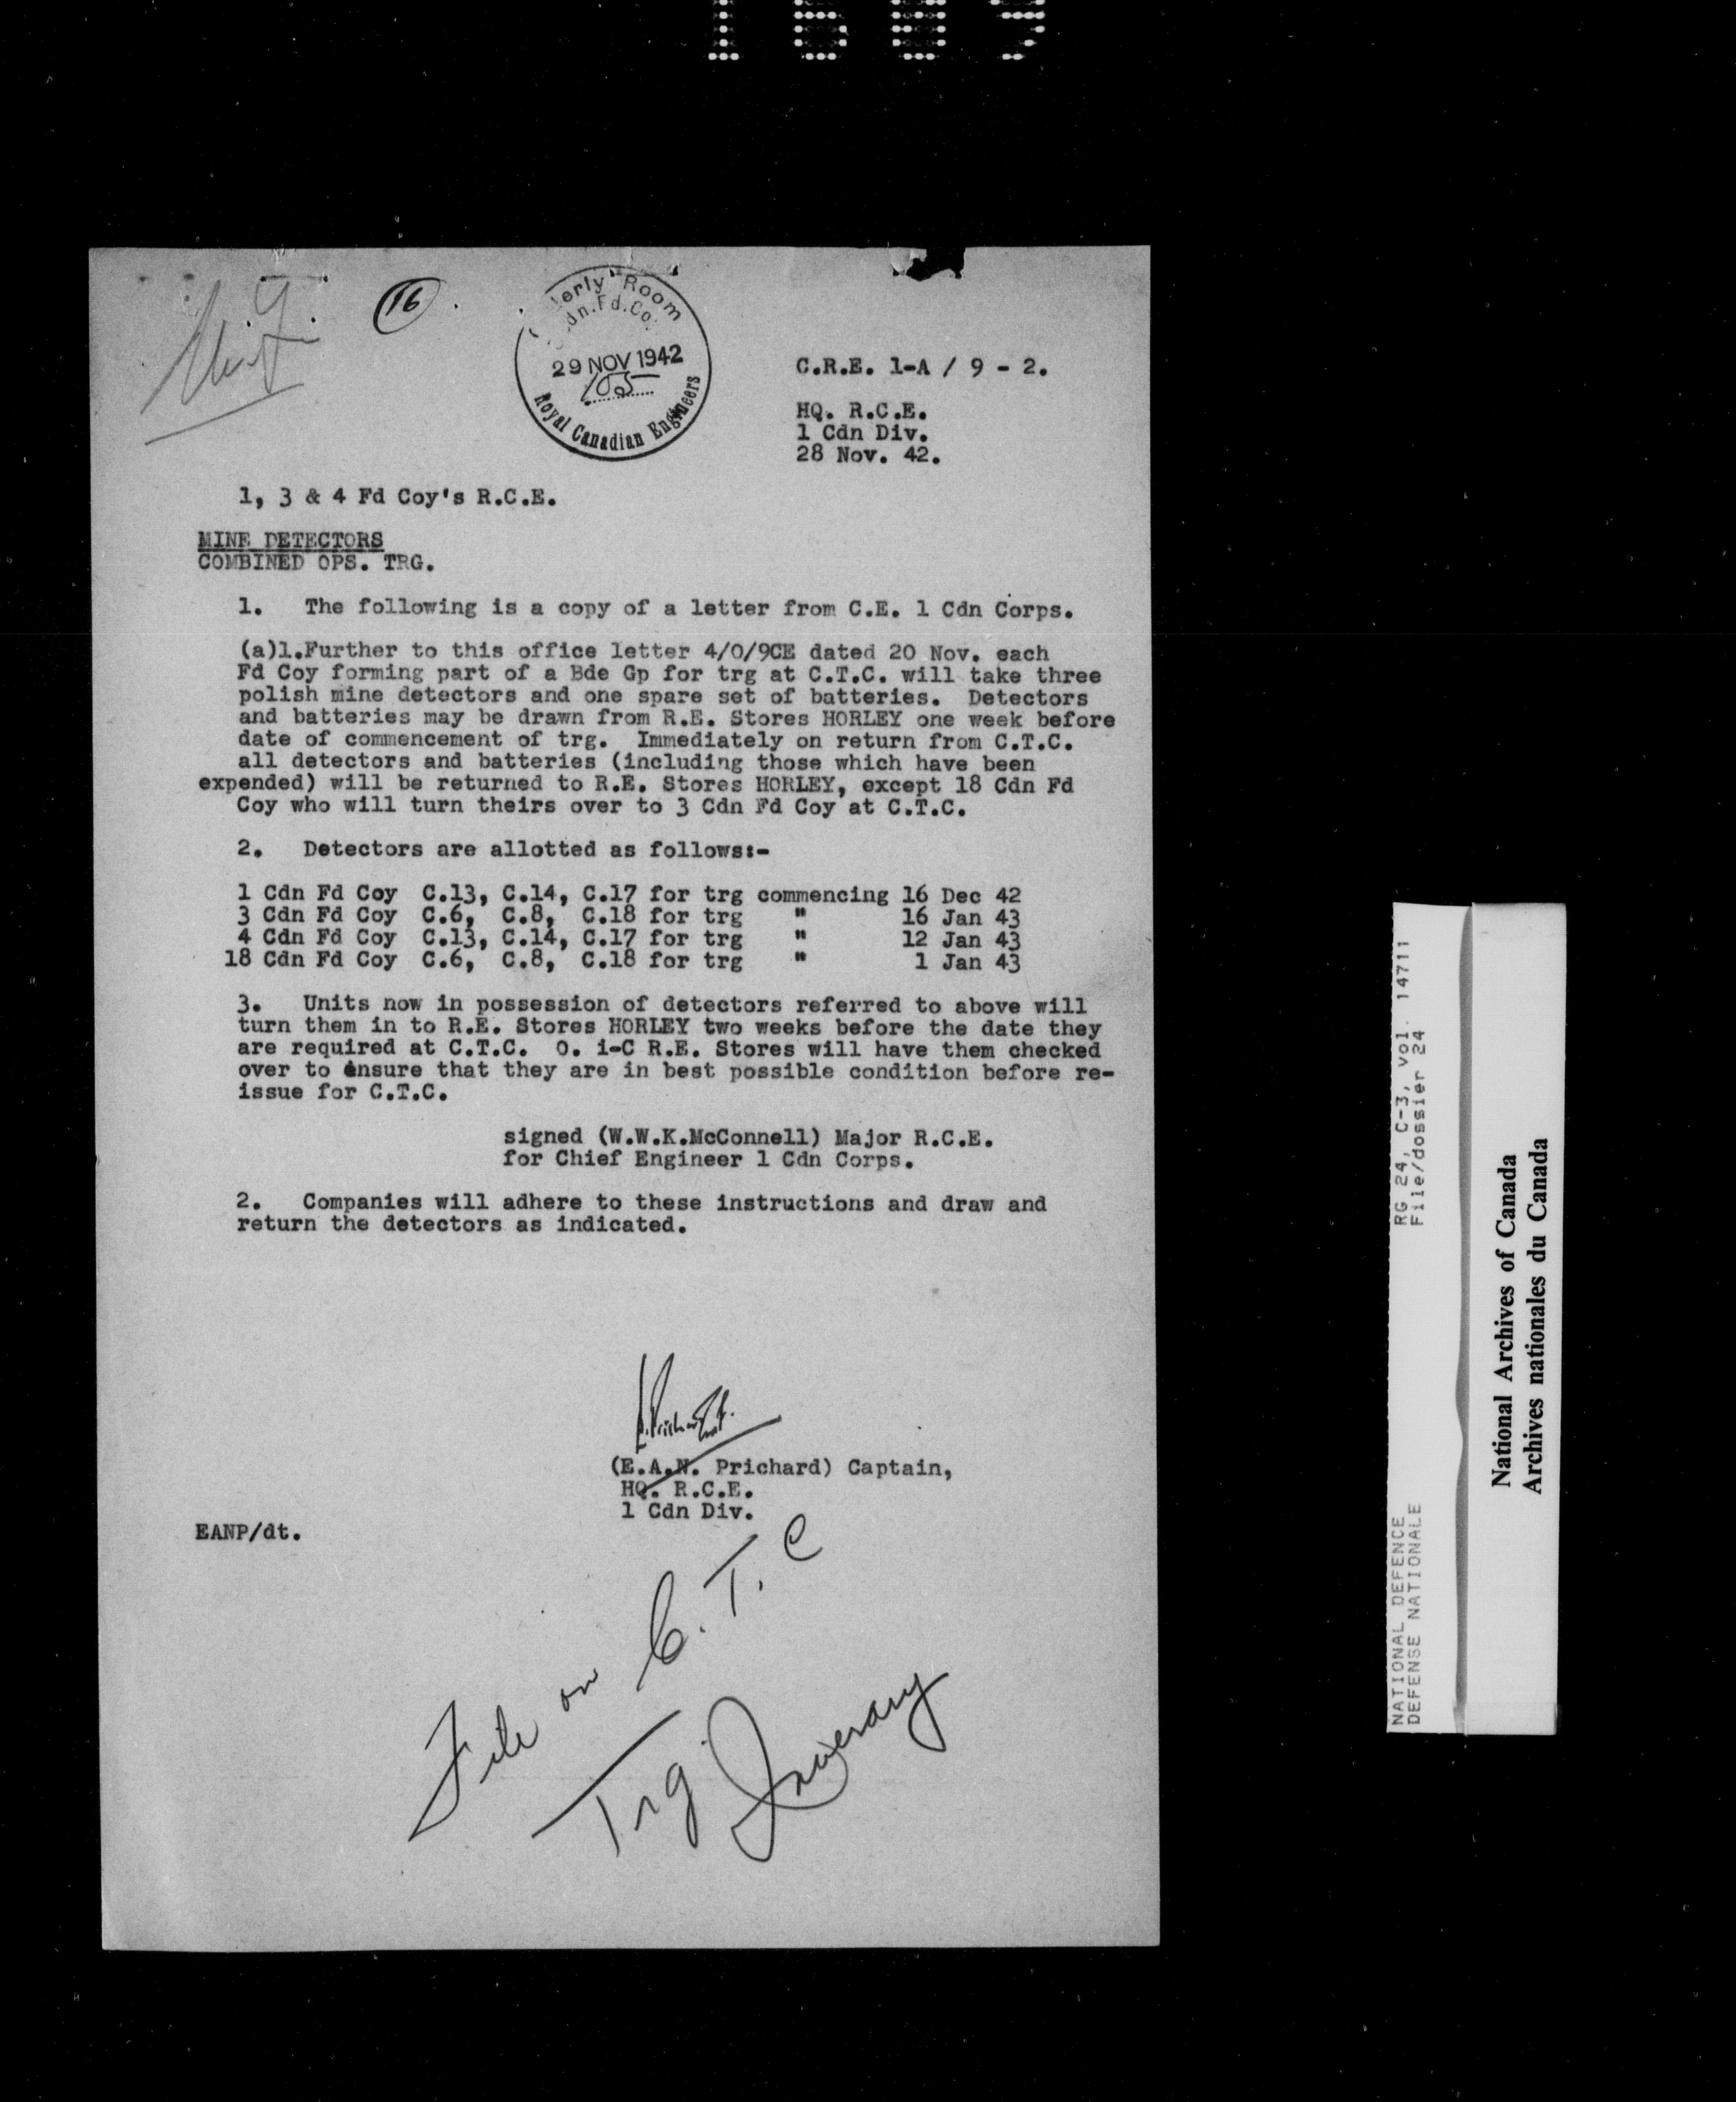 16
erly Room
dn.Fd.Co
29 NOV 1942
Royal Canadian Engineers
C.R.E. 1-A / 9 - 2.
HQ. R.C.E.
1 Cdn Div.
28 Nov. 42.
1, 3 & 4 Fd Coy's R.C.E.
MINE DETECTORS
COMBINED OPS. TRG.
1. The following is a copy of a letter from C.E. 1 Cdn Corps.
(a)1.Further to this office letter 4/0/9CE dated 20 Nov. each
Fd Coy forming part of a Bde Gp for trg at C.T.C. will take three
polish mine detectors and one spare set of batteries. Detectors
and batteries may be drawn from R.E. Stores HORLEY one week before
date of commencement of trg. Immediately on return from C.T.C.
all detectors and batteries (including those which have been
expended) will be returned to R.E. Stores HORLEY, except 18 Cdn Fd
Coy who will turn theirs over to 3 Cdn Fd Coy at C.T.C.
2. Detectors are allotted as follows:-
1 Cdn Fd Coy C.13, C.14, C.17 for trg commencing 16 Dec 42
3 Cdn Fd Coy C.6, C.8, C.18 for trg " 16 Jan 43
4 Cdn Fd Coy C.13, C.14, C.17 for trg " 12 Jan 43
18 Cdn Fd Coy C.6, C.8, C.18 for trg " 1 Jan 43
3. Units now in possession of detectors referred to above will
turn them in to R.E. Stores HORLEY two weeks before the date they
are required at C.T.C. O. i-C R.E. Stores will have them checked
over to ensure that they are in best possible condition before re-
issue for C.T.C.
signed (W.W.K.McConnell) Major R.C.E.
for Chief Engineer 1 Cdn Corps.
2. Companies will adhere to these instructions and draw and
return the detectors as indicated.
(E.A.N. Prichard) Captain,
HQ. R.C.E.
1 Cdn Div.
EANP/dt.
File on C.T.C
Trg Inverary
NATIONAL DEFENCE RG 24, C-3, vol. 14711
DEFENSE NATIONALE File/dossier 24
National Archives of Canada
Archives nationales du Canada